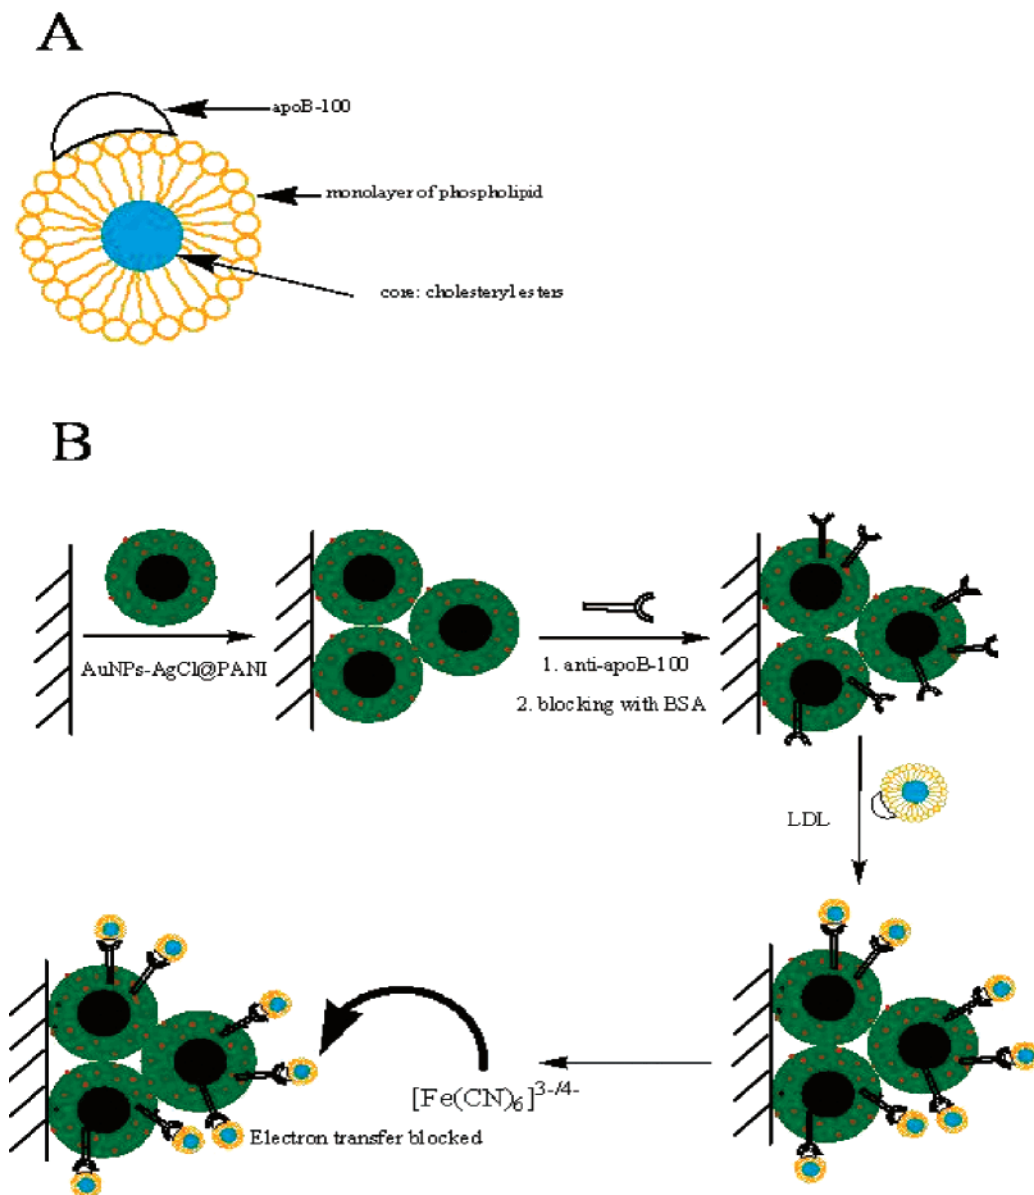 A
apoB-100
monolayer of phospholipid
core: cholesteryl esters
B
AuNPs-AgCl@PANI
1. anti-apoB-100
2. blocking with BSA
LDL
[Fe(CN)6]3-/4-
Electron transfer blocked